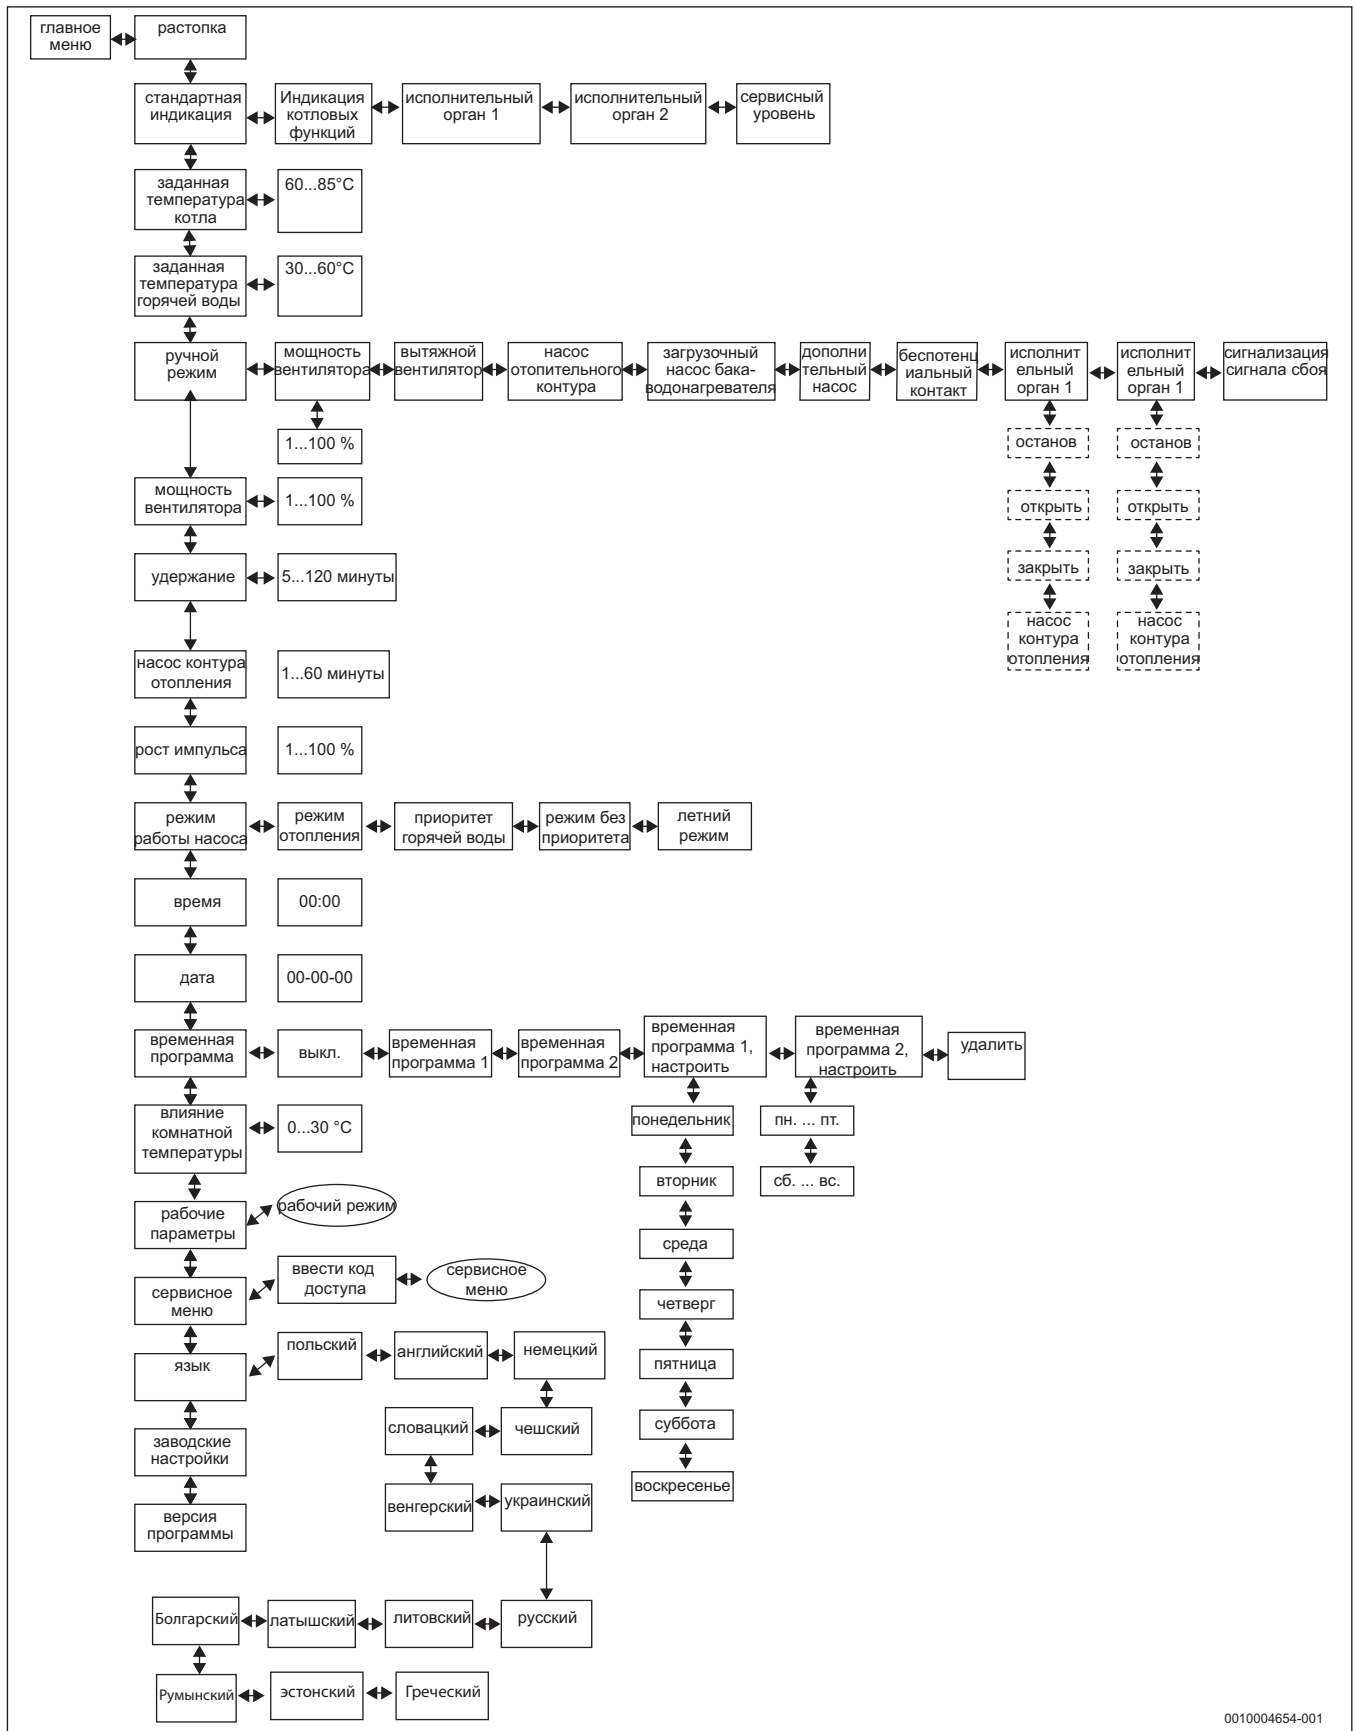 главное
меню
растопка
стандартная
индикация
Индикация
котловых
функций
исполнительный
орган 1
исполнительный
орган 2
сервисный
уровень
заданная
температура
котла
60...85°C
заданная
температура
горячей воды
30...60°C
ручной
режим
мощность
вентилятора
вытяжной
вентилятор
насос
отопительного
контура
загрузочный
насос бака-
водонагревателя
дополни
тельный
насос
беспотенц
иальный
контакт
исполнит
ельный
орган 1
исполнит
ельный
орган 1
сигнализация
сигнала сбоя
1...100 %
останов
открыть
закрыть
насос
контура
отопления
останов
открыть
закрыть
насос
контура
отопления
мощность
вентилятора
1...100 %
удержание
5...120 минуты
насос контура
отопления
1...60 минуты
рост импульса
1...100 %
режим
работы насоса
режим
отопления
приоритет
горячей воды
режим без
приоритета
летний
режим
время
00:00
дата
00-00-00
временная
программа
выкл.
временная
программа 1
временная
программа 2
временная
программа 1,
настроить
временная
программа 2,
настроить
удалить
понедельник
вторник
среда
четверг
пятница
суббота
воскресенье
пн. ... пт.
сб. ... вс.
влияние
комнатной
температуры
0...30 °C
рабочие
параметры
рабочий режим
сервисное
меню
ввести код
доступа
сервисное
меню
язык
польский
английский
немецкий
словацкий
чешский
венгерский
украинский
заводские
настройки
версия
программы
Болгарский
латышский
литовский
русский
Румынский
эстонский
Греческий
0010004654-001